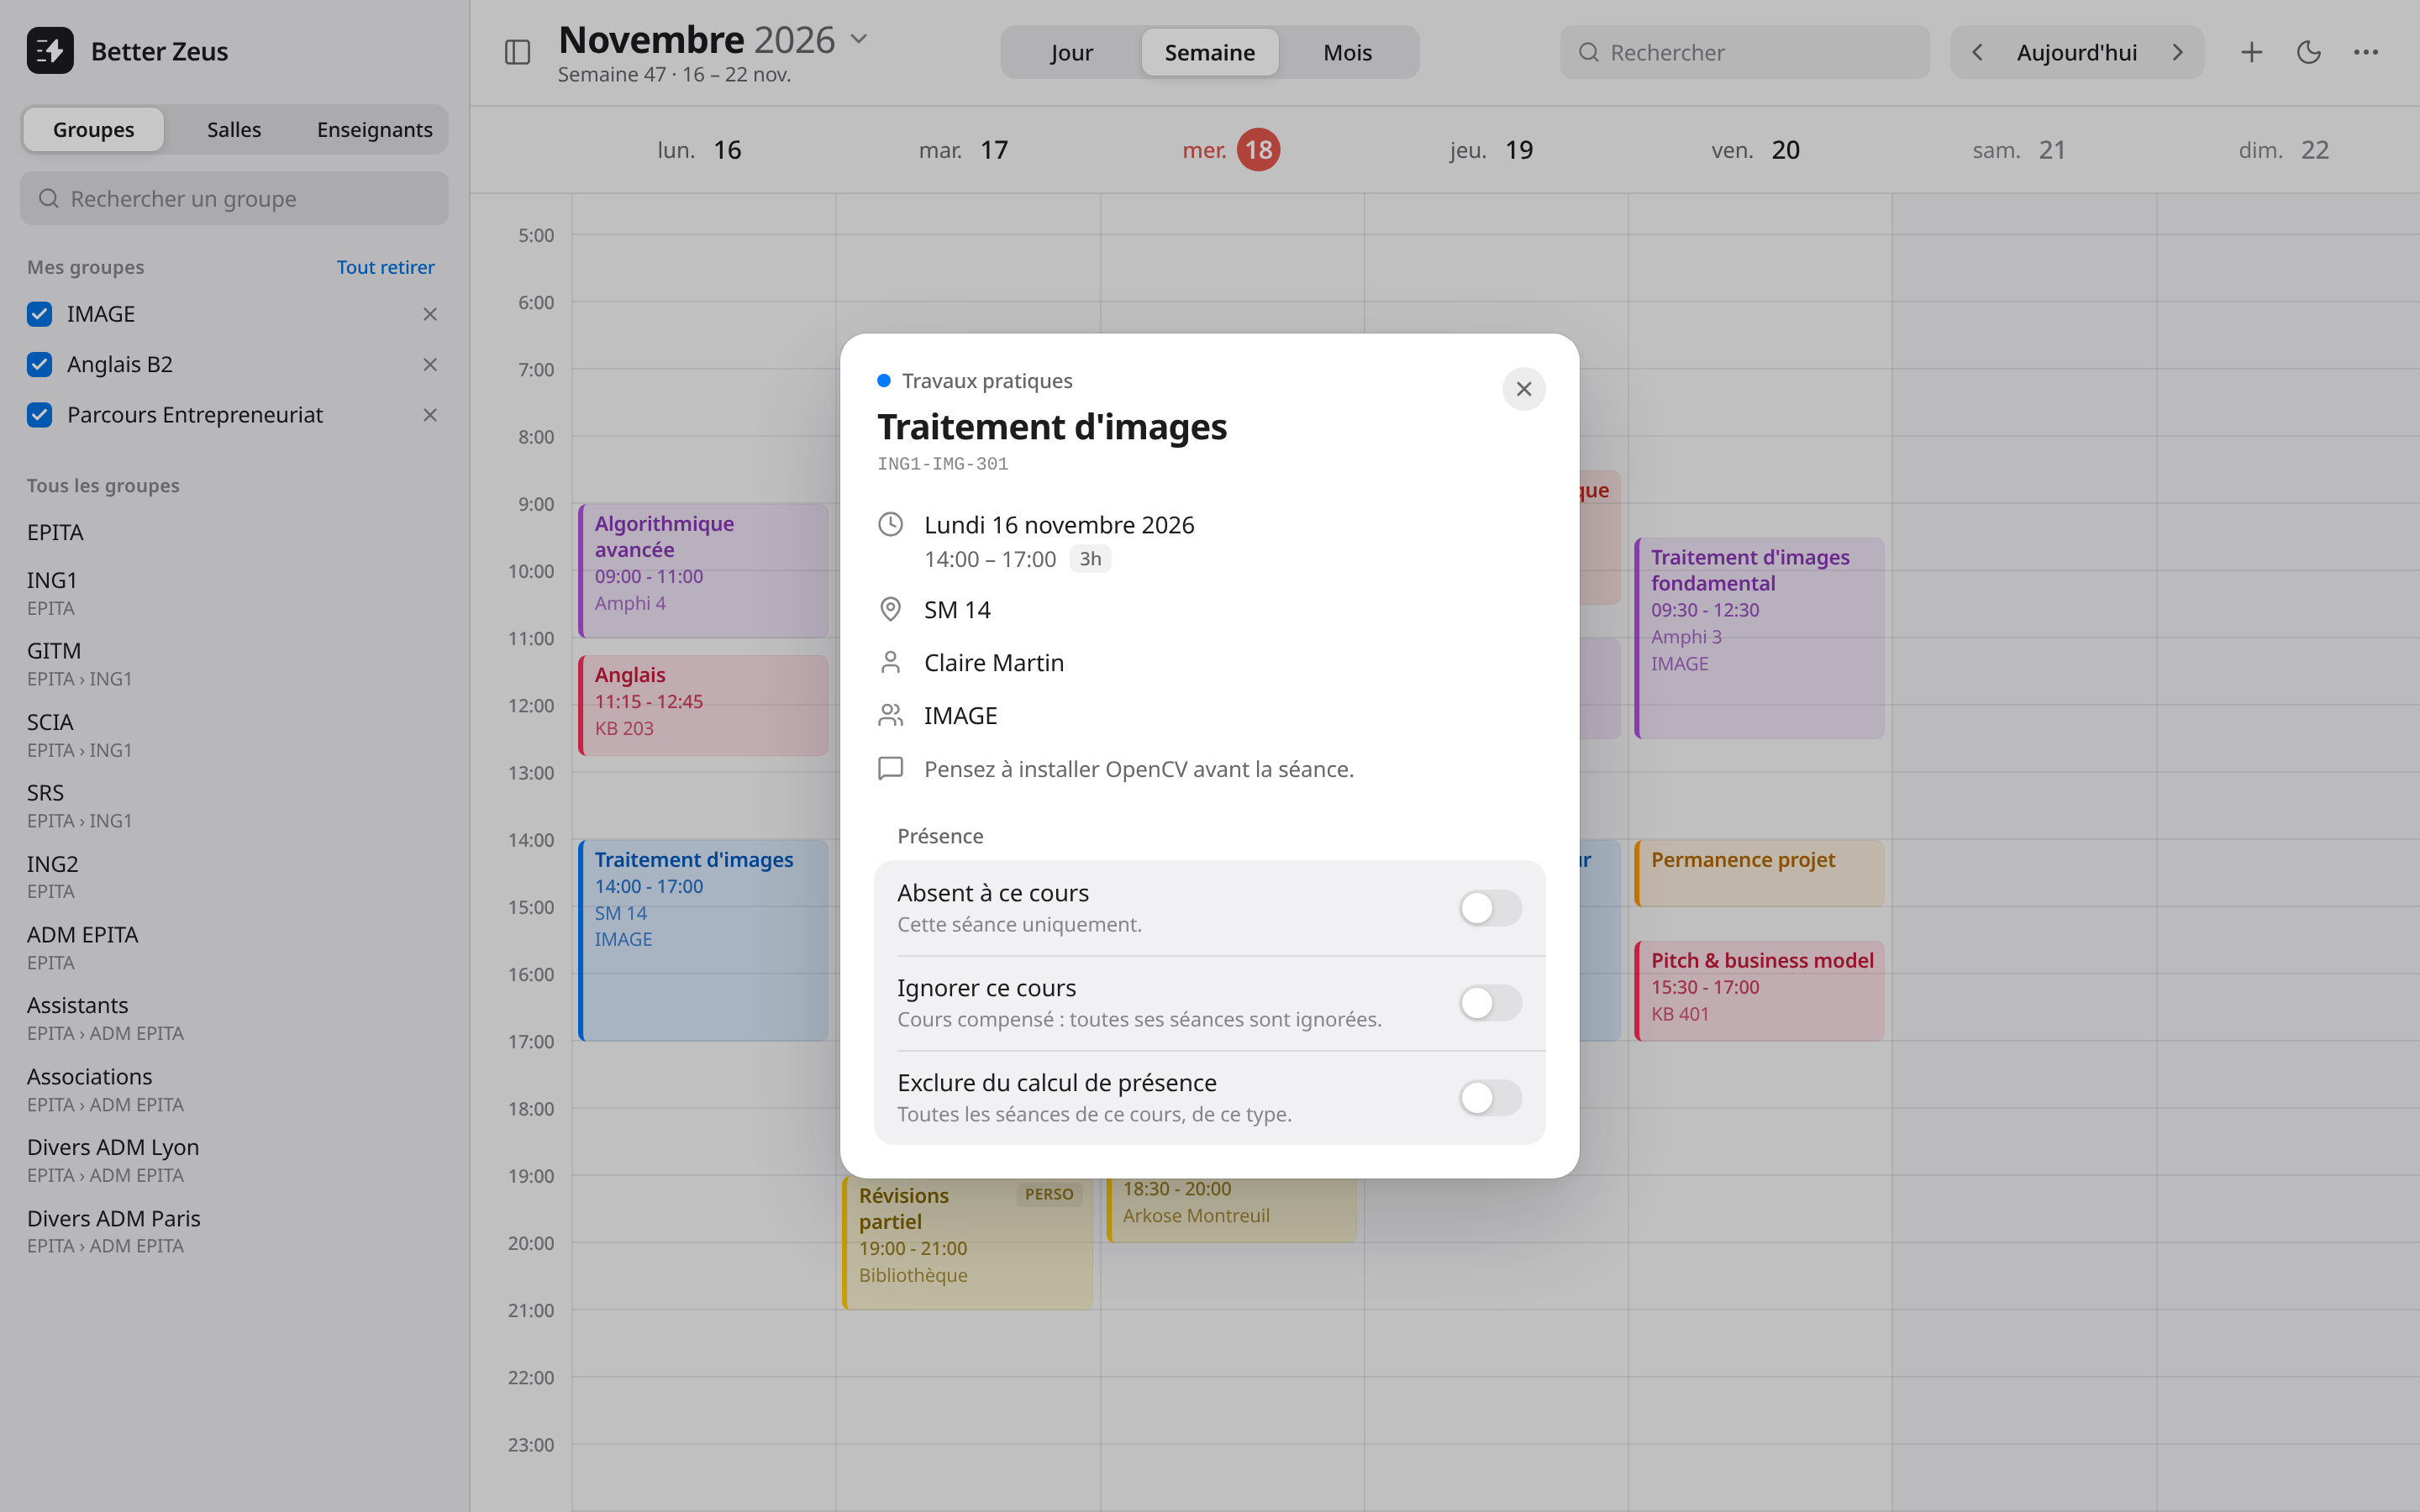 Better Zeus
Groupes
Salles
Enseignants
Rechercher un groupe
Mes groupes
Tout retirer
IMAGE
Anglais B2
Parcours Entrepreneuriat
Tous les groupes
EPITA
ING1
EPITA
GITM
EPITA › ING1
SCIA
EPITA › ING1
SRS
EPITA › ING1
ING2
EPITA
ADM EPITA
EPITA
Assistants
EPITA › ADM EPITA
Associations
EPITA › ADM EPITA
Divers ADM Lyon
EPITA › ADM EPITA
Divers ADM Paris
EPITA › ADM EPITA
Novembre 2026
Semaine 47 · 16 – 22 nov.
Jour
Semaine
Mois
Rechercher
Aujourd'hui
lun. 16
mar. 17
mer. 18
jeu. 19
ven. 20
sam. 21
dim. 22
5:00
6:00
7:00
8:00
9:00
10:00
11:00
12:00
13:00
14:00
15:00
16:00
17:00
18:00
19:00
20:00
21:00
22:00
23:00
Algorithmique
avancée
09:00 - 11:00
Amphi 4
Anglais
11:15 - 12:45
KB 203
Traitement d'images
14:00 - 17:00
SM 14
IMAGE
Révisions
partiel
PERSO
19:00 - 21:00
Bibliothèque
18:30 - 20:00
Arkose Montreuil
Traitement d'images
fondamental
09:30 - 12:30
Amphi 3
IMAGE
Permanence projet
Pitch & business model
15:30 - 17:00
KB 401
Travaux pratiques
Traitement d'images
ING1-IMG-301
Lundi 16 novembre 2026
14:00 – 17:00 3h
SM 14
Claire Martin
IMAGE
Pensez à installer OpenCV avant la séance.
Présence
Absent à ce cours
Cette séance uniquement.
Ignorer ce cours
Cours compensé : toutes ses séances sont ignorées.
Exclure du calcul de présence
Toutes les séances de ce cours, de ce type.